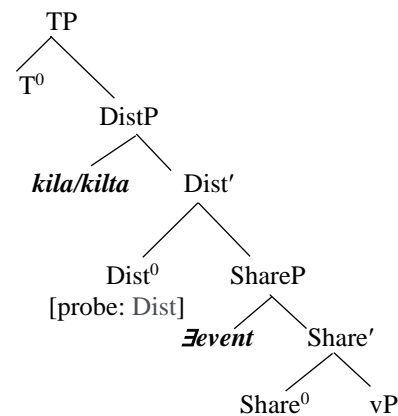 TP
T⁰
DistP
kila/kilta Dist′
Dist⁰ ShareP
[probe: Dist]
∃event Share′
Share⁰ vP